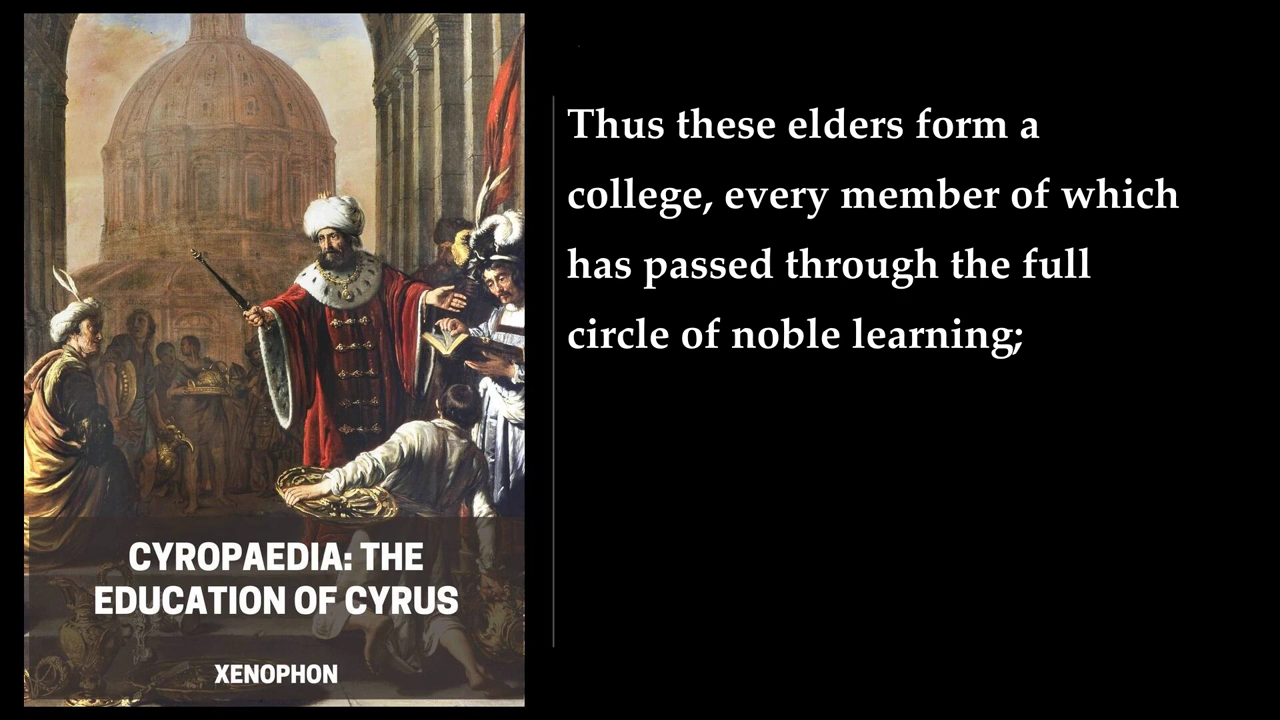 CYROPAEDIA: THE
EDUCATION OF CYRUS
XENOPHON
Thus these elders form a
college, every member of which
has passed through the full
circle of noble learning;